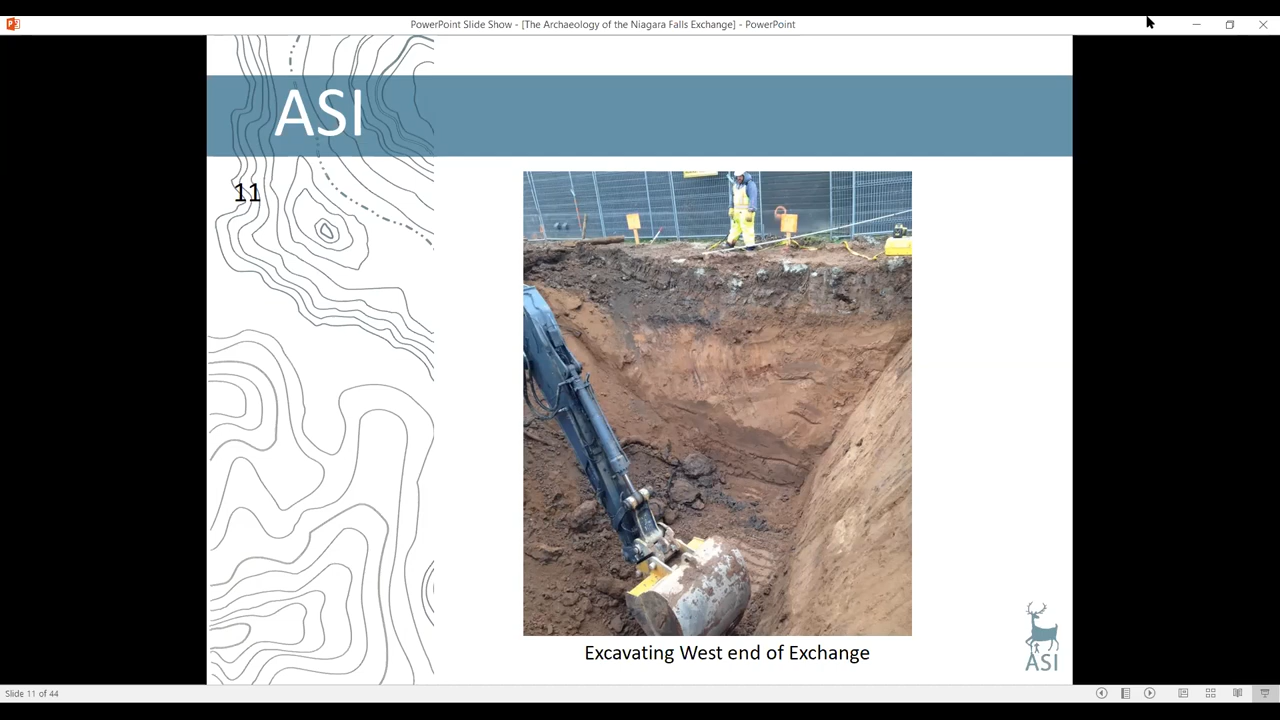 PowerPoint Slide Show - [The Archaeology of the Niagara Falls Exchange] - PowerPoint
ASI
11
Excavating West end of Exchange
ASI
Slide 11 of 44